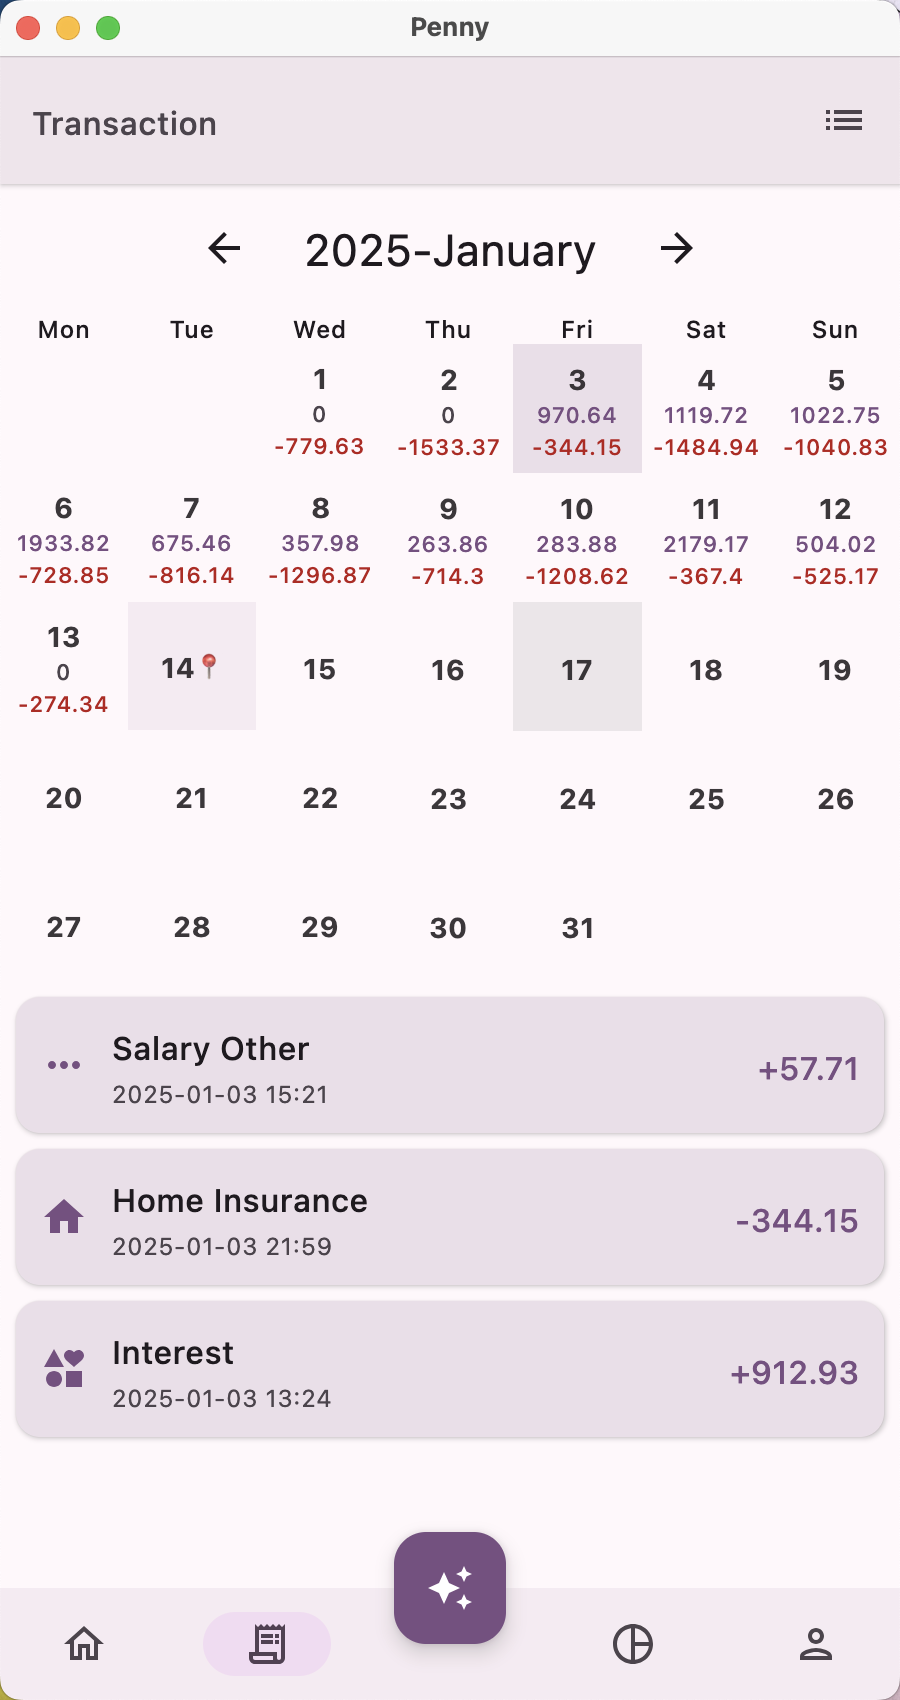 Penny
Transaction
2025-January
Mon Tue Wed Thu Fri Sat Sun
1 2 3 4 5
0 0 970.64 1119.72 1022.75
-779.63 -1533.37 -344.15 -1484.94 -1040.83
6 7 8 9 10 11 12
1933.82 675.46 357.98 263.86 283.88 2179.17 504.02
-728.85 -816.14 -1296.87 -714.3 -1208.62 -367.4 -525.17
13 14📍 15 16 17 18 19
0
-274.34
20 21 22 23 24 25 26
27 28 29 30 31
Salary Other
+57.71
2025-01-03 15:21
Home Insurance
-344.15
2025-01-03 21:59
Interest
+912.93
2025-01-03 13:24